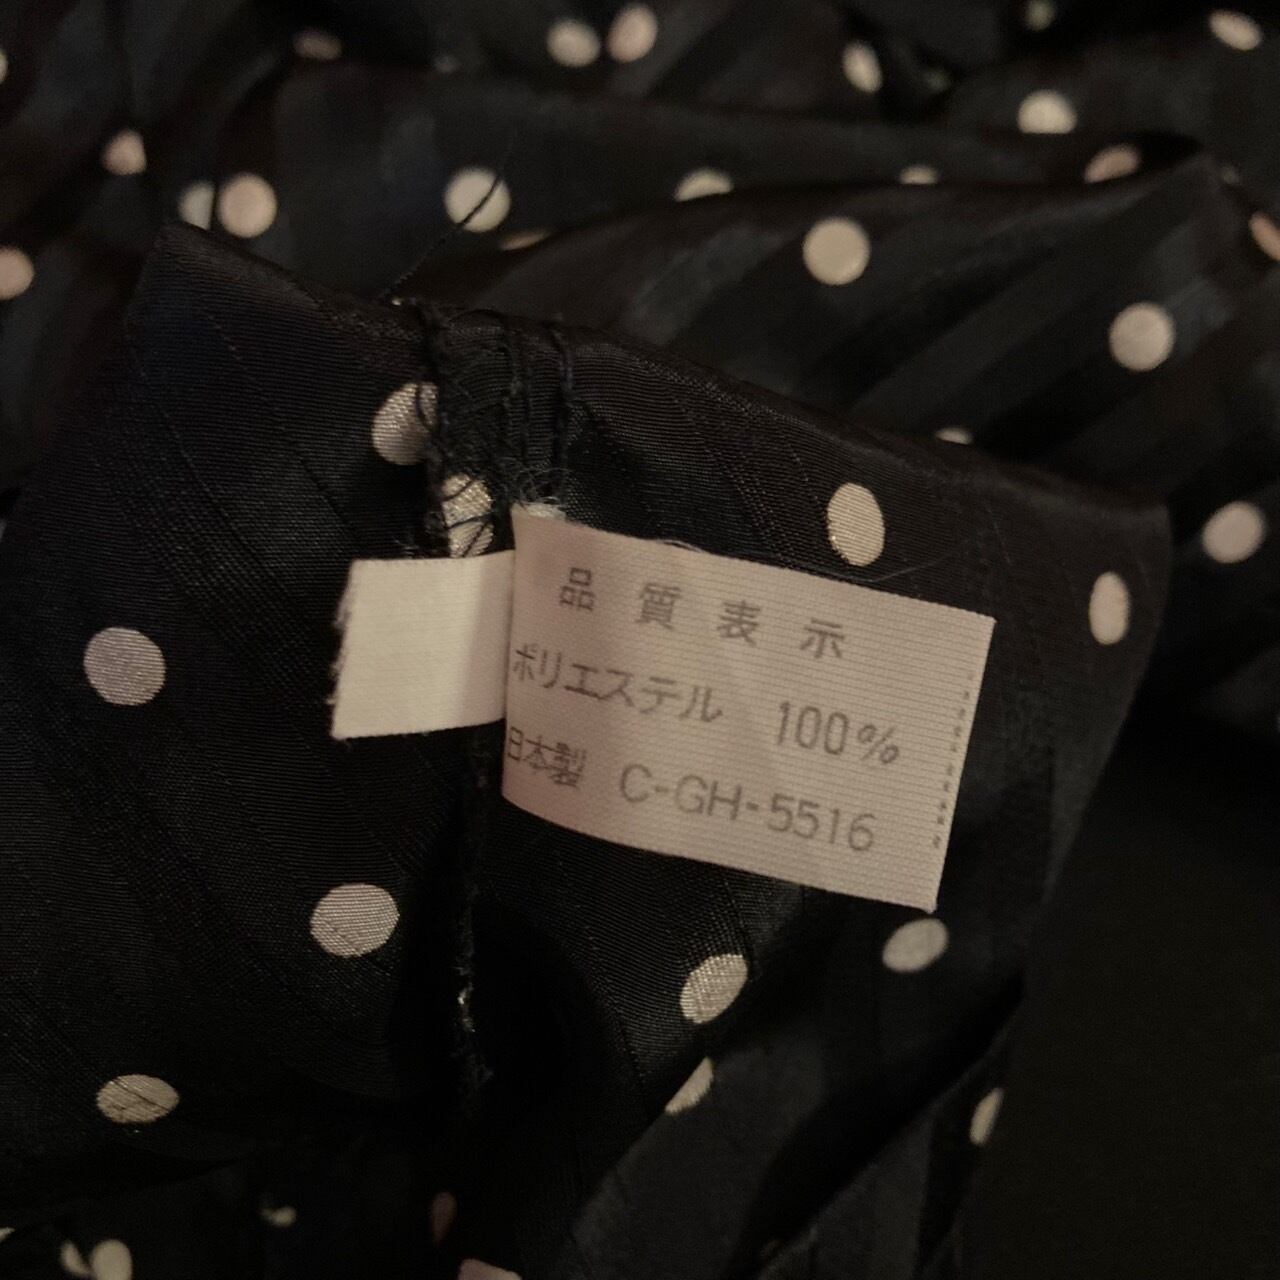 品質表示
ポリエステル 100%
日本製 C-GH-5516